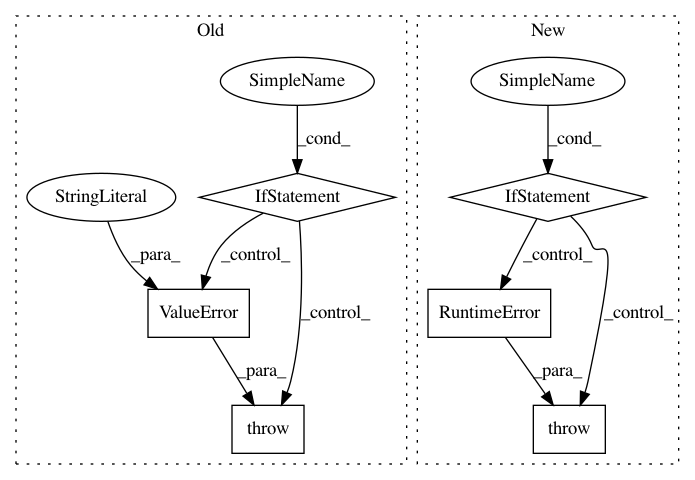 Old
New
SimpleName
SimpleName
_cond_
_cond_
StringLiteral
IfStatement
IfStatement
_para_
_control_
_control_
_control_
_control_
ValueError
RuntimeError
_para_
_para_
throw
throw